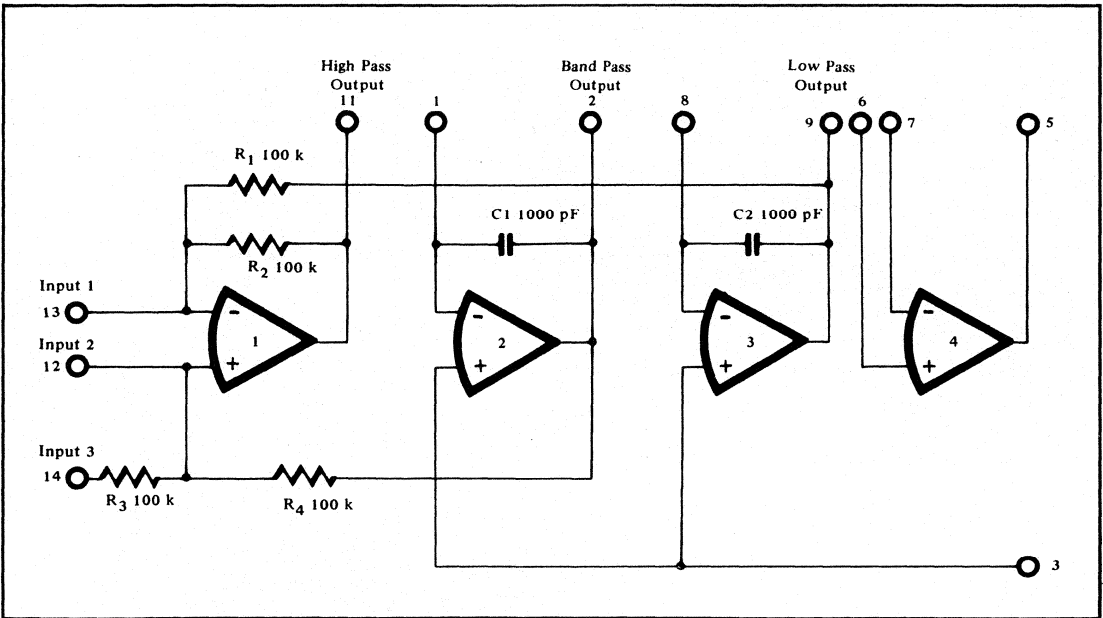 High Pass
Output
11
1
Band Pass
Output
2
8
Low Pass
Output
9
6
7
5
R1 100 k
C1 1000 pF
C2 1000 pF
R2 100 k
Input 1
13
-
1
+
Input 2
12
-
2
+
-
3
+
-
4
+
Input 3
14
R3 100 k
R4 100 k
3